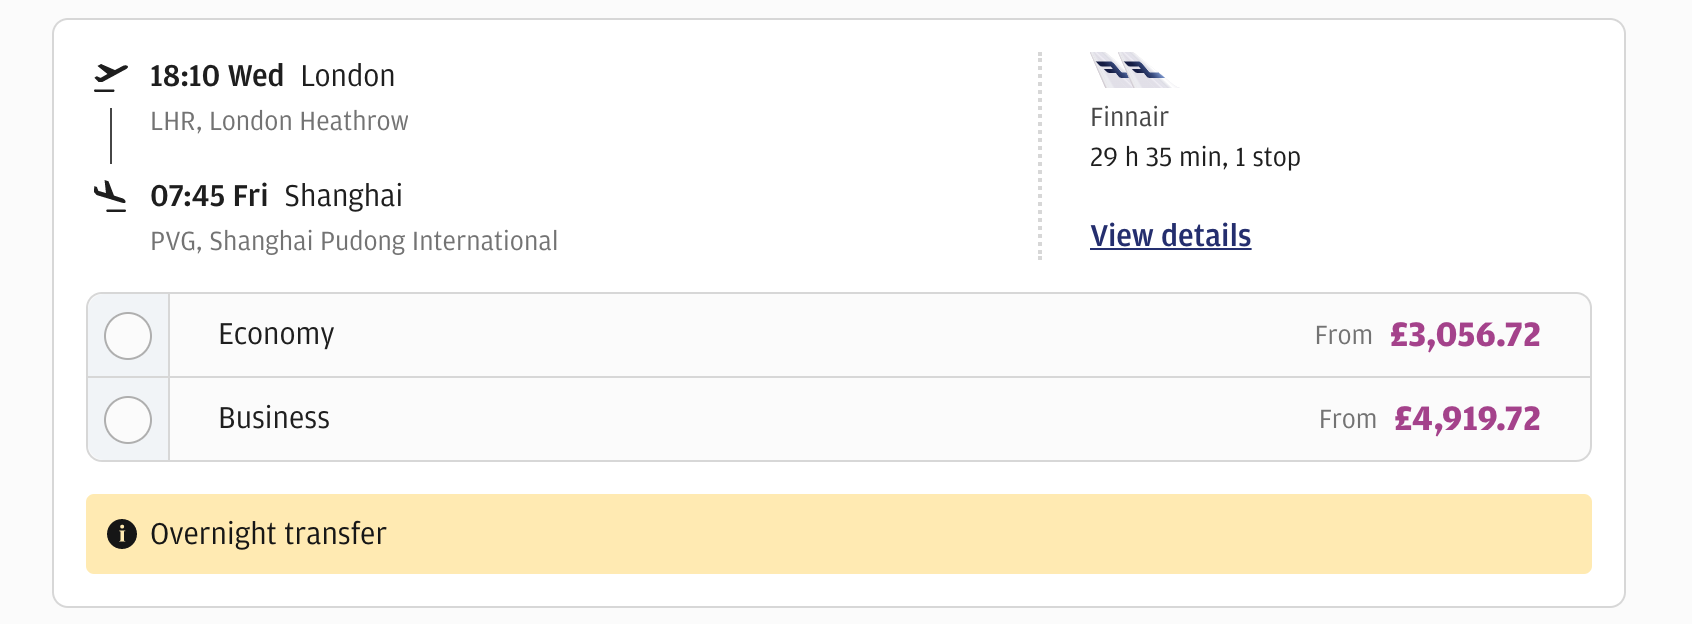 18:10 Wed London
LHR, London Heathrow
07:45 Fri Shanghai
PVG, Shanghai Pudong International
Finnair
29 h 35 min, 1 stop
View details
Economy From £3,056.72
Business From £4,919.72
Overnight transfer